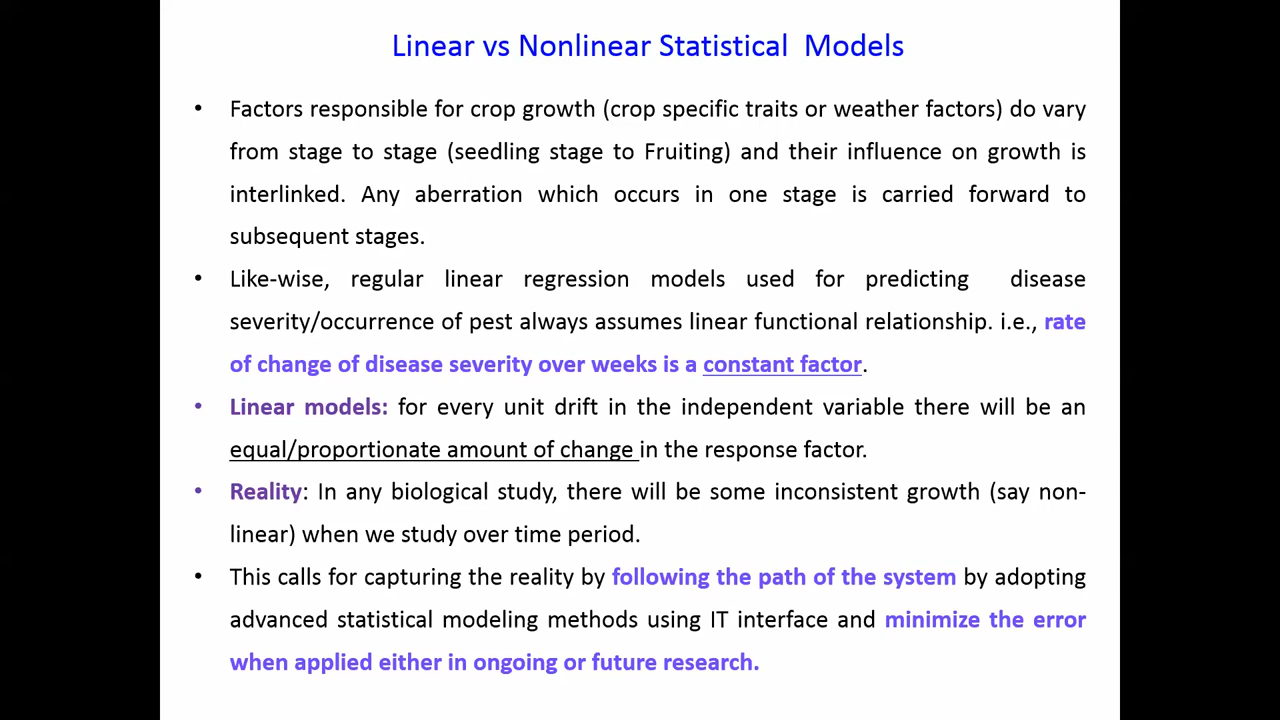 Linear vs Nonlinear Statistical Models
• Factors responsible for crop growth (crop specific traits or weather factors) do vary
from stage to stage (seedling stage to Fruiting) and their influence on growth is
interlinked. Any aberration which occurs in one stage is carried forward to
subsequent stages.
• Like-wise, regular linear regression models used for predicting disease
severity/occurrence of pest always assumes linear functional relationship. i.e., rate
of change of disease severity over weeks is a constant factor.
• Linear models: for every unit drift in the independent variable there will be an
equal/proportionate amount of change in the response factor.
• Reality: In any biological study, there will be some inconsistent growth (say non-
linear) when we study over time period.
• This calls for capturing the reality by following the path of the system by adopting
advanced statistical modeling methods using IT interface and minimize the error
when applied either in ongoing or future research.